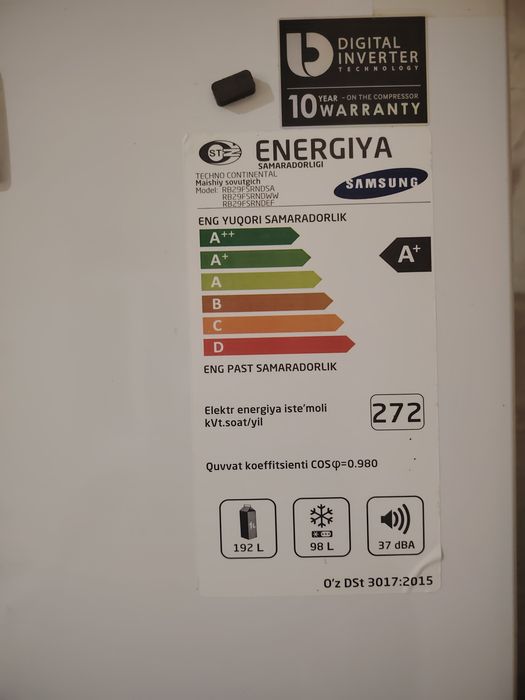 DIGITAL
INVERTER
TECHNOLOGY
10 YEAR - ON THE COMPRESSOR
WARRANTY
ST
ENERGIYA
SAMARADORLIGI
TECHNO CONTINENTAL
Maishiy sovutgich
Model: RB29FSRNDSA
RB29FSRNDWW
RB29FSRNDEF
SAMSUNG
ENG YUQORI SAMARADORLIK
A++
A+
A+
A
B
C
D
ENG PAST SAMARADORLIK
Elektr energiya iste'moli
kVt.soat/yil
272
Quvvat koeffitsienti COSφ=0.980
1L
192 L
98 L
37 dBA
O'z DSt 3017:2015